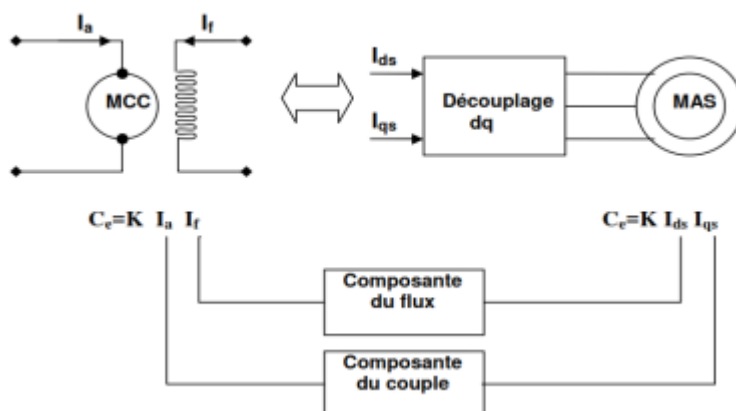 Ia
If
MCC
Ids
Iqs
Découplage
dq
MAS
Ce=K Ia If
Ce=K Ids Iqs
Composante
du flux
Composante
du couple